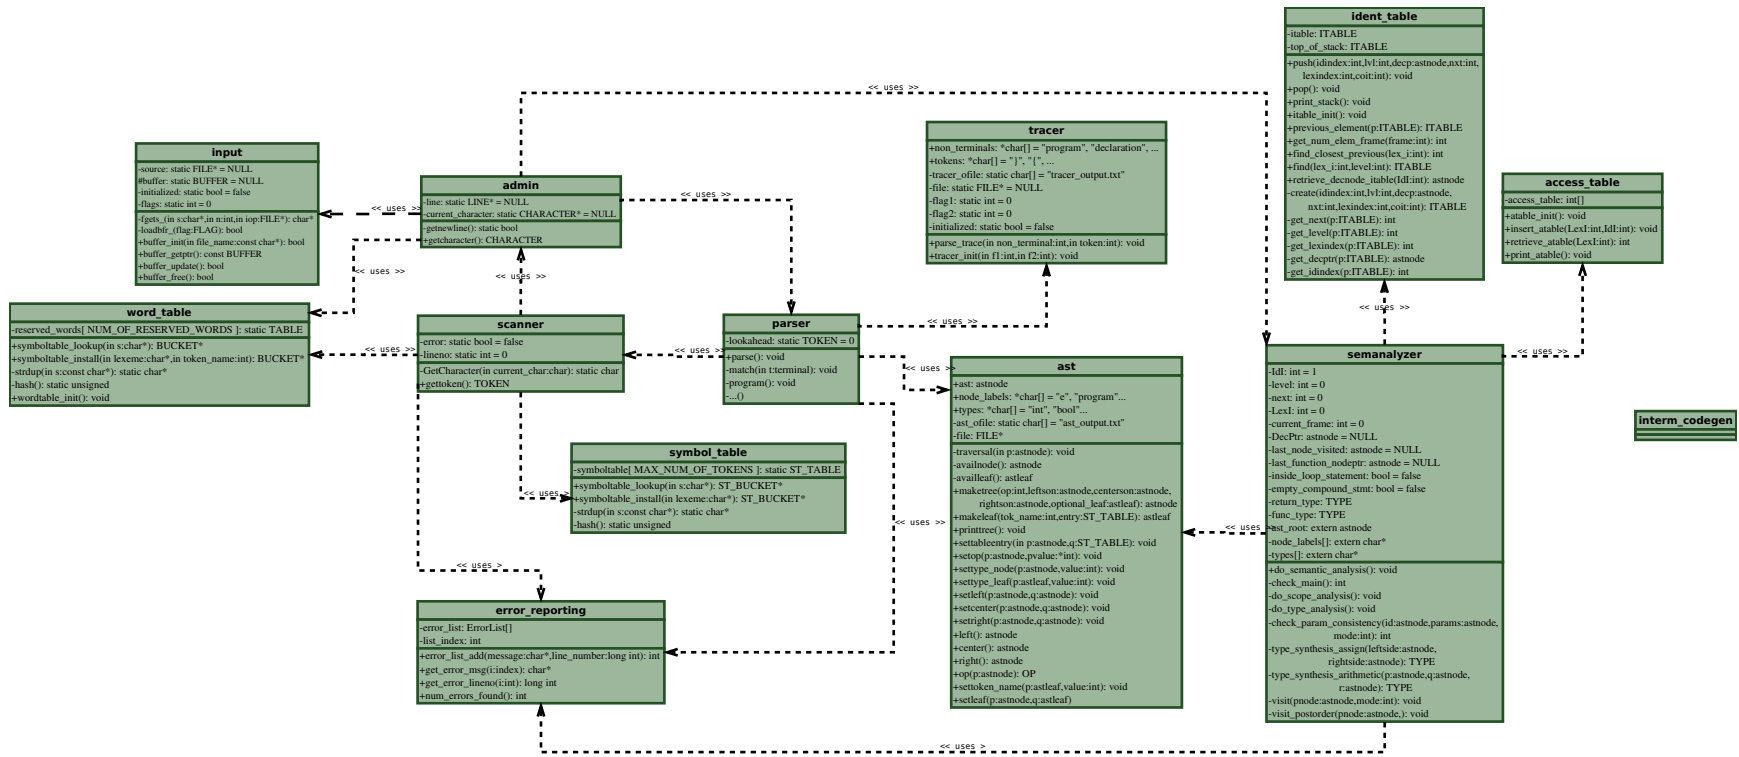 ident_table
-itable: ITABLE
-top_of_stack: ITABLE
+push(idindex:int,lvl:int,decp:astnode,nxt:int,
lexindex:int,coit:int): void
+pop(): void
+print_stack(): void
+itable_init(): void
+previous_element(p:ITABLE): ITABLE
+get_num_elem_frame(frame:int): int
+find_closest_previous(lex_i:int): int
+find(lex_i:int,level:int): ITABLE
+retrieve_decnode_itable(IdI:int): astnode
-create(idindex:int,lvl:int,decp:astnode,
nxt:int,lexindex:int,coit:int): ITABLE
-get_next(p:ITABLE): int
-get_level(p:ITABLE): int
-get_lexindex(p:ITABLE): int
-get_decptr(p:ITABLE): astnode
-get_idindex(p:ITABLE): int
<< uses >>
tracer
+non_terminals: *char[] = "program", "declaration", ...
+tokens: *char[] = "}", "{", ...
-tracer_ofile: static char[] = "tracer_output.txt"
-file: static FILE* = NULL
-flag1: static int = 0
-flag2: static int = 0
-initialized: static bool = false
+parse_trace(in non_terminal:int,in token:int): void
+tracer_init(in f1:int,in f2:int): void
input
-source: static FILE* = NULL
#buffer: static BUFFER = NULL
-initialized: static bool = false
-flags: static int = 0
-fgets_(in s:char*,in n:int,in iop:FILE*): char*
-loadbfr_(flag:FLAG): bool
+buffer_init(in file_name:const char*): bool
+buffer_getptr(): const BUFFER
+buffer_update(): bool
+buffer_free(): bool
<< uses >>
admin
-line: static LINE* = NULL
-current_character: static CHARACTER* = NULL
-getnewline(): static bool
+getcharacter(): CHARACTER
<< uses >>
access_table
-access_table: int[]
+atable_init(): void
+insert_atable(LexI:int,IdI:int): void
+retrieve_atable(LexI:int): int
+print_atable(): void
<< uses >>
<< uses >>
<< uses >>
word_table
-reserved_words[ NUM_OF_RESERVED_WORDS ]: static TABLE
+symboltable_lookup(in s:char*): BUCKET*
+symboltable_install(in lexeme:char*,in token_name:int): BUCKET*
-strdup(in s:const char*): static char*
-hash(): static unsigned
+wordtable_init(): void
<< uses >>
scanner
-error: static bool = false
-lineno: static int = 0
-GetCharacter(in current_char:char): static char
+gettoken(): TOKEN
<< uses >>
parser
-lookahead: static TOKEN = 0
+parse(): void
-match(in t:terminal): void
-program(): void
-...()
<< uses >>
<< uses >>
<< uses >>
ast
+ast: astnode
+node_labels: *char[] = "e", "program"...
+types: *char[] = "int", "bool"...
-ast_ofile: static char[] = "ast_output.txt"
-file: FILE*
-traversal(in p:astnode): void
-availnode(): astnode
-availleaf(): astleaf
+maketree(op:int,leftson:astnode,centerson:astnode,
rightson:astnode,optional_leaf:astleaf): astnode
+makeleaf(tok_name:int,entry:ST_TABLE): astleaf
+printtree(): void
+settableentry(in p:astnode,q:ST_TABLE): void
+setop(p:astnode,pvalue:*int): void
+settype_node(p:astnode,value:int): void
+settype_leaf(p:astleaf,value:int): void
+setleft(p:astnode,q:astnode): void
+setcenter(p:astnode,q:astnode): void
+setright(p:astnode,q:astnode): void
+left(): astnode
+center(): astnode
+right(): astnode
+op(p:astnode): OP
+settoken_name(p:astleaf,value:int): void
+setleaf(p:astnode,q:astleaf)
<< uses >>
semanalyzer
-IdI: int = 1
-level: int = 0
-next: int = 0
-LexI: int = 0
-current_frame: int = 0
-DecPtr: astnode = NULL
-last_node_visited: astnode = NULL
-last_function_nodeptr: astnode = NULL
-inside_loop_statement: bool = false
-empty_compound_stmt: bool = false
-return_type: TYPE
-func_type: TYPE
-ast_root: extern astnode
-node_labels[]: extern char*
-types[]: extern char*
+do_semantic_analysis(): void
-check_main(): int
-do_scope_analysis(): void
-do_type_analysis(): void
-check_param_consistency(id:astnode,params:astnode,
mode:int): int
-type_synthesis_assign(leftside:astnode,
rightside:astnode): TYPE
-type_synthesis_arithmetic(p:astnode,q:astnode,
r:astnode): TYPE
-visit(pnode:astnode,mode:int): void
-visit_postorder(pnode:astnode,): void
interm_codegen
symbol_table
-symboltable[ MAX_NUM_OF_TOKENS ]: static ST_TABLE
+symboltable_lookup(in s:char*): ST_BUCKET*
+symboltable_install(in lexeme:char*): ST_BUCKET*
-strdup(in s:const char*): static char*
-hash(): static unsigned
<< uses >
<< uses >>
<< uses >
error_reporting
-error_list: ErrorList[]
-list_index: int
+error_list_add(message:char*,line_number:long int): int
+get_error_msg(i:index): char*
+get_error_lineno(i:int): long int
+num_errors_found(): int
<< uses >